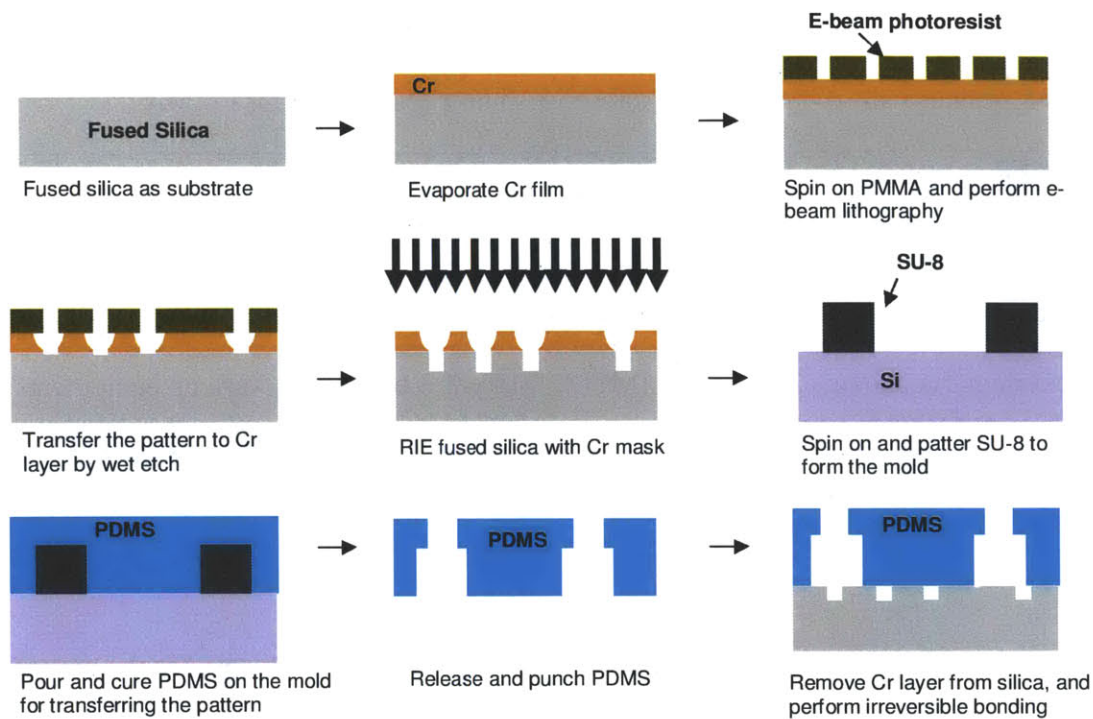 E-beam photoresist
Cr
Fused Silica
Fused silica as substrate
Evaporate Cr film
Spin on PMMA and perform e-
beam lithography
SU-8
Si
Transfer the pattern to Cr
layer by wet etch
RIE fused silica with Cr mask
Spin on and patter SU-8 to
form the mold
PDMS
PDMS
PDMS
Pour and cure PDMS on the mold
for transferring the pattern
Release and punch PDMS
Remove Cr layer from silica, and
perform irreversible bonding